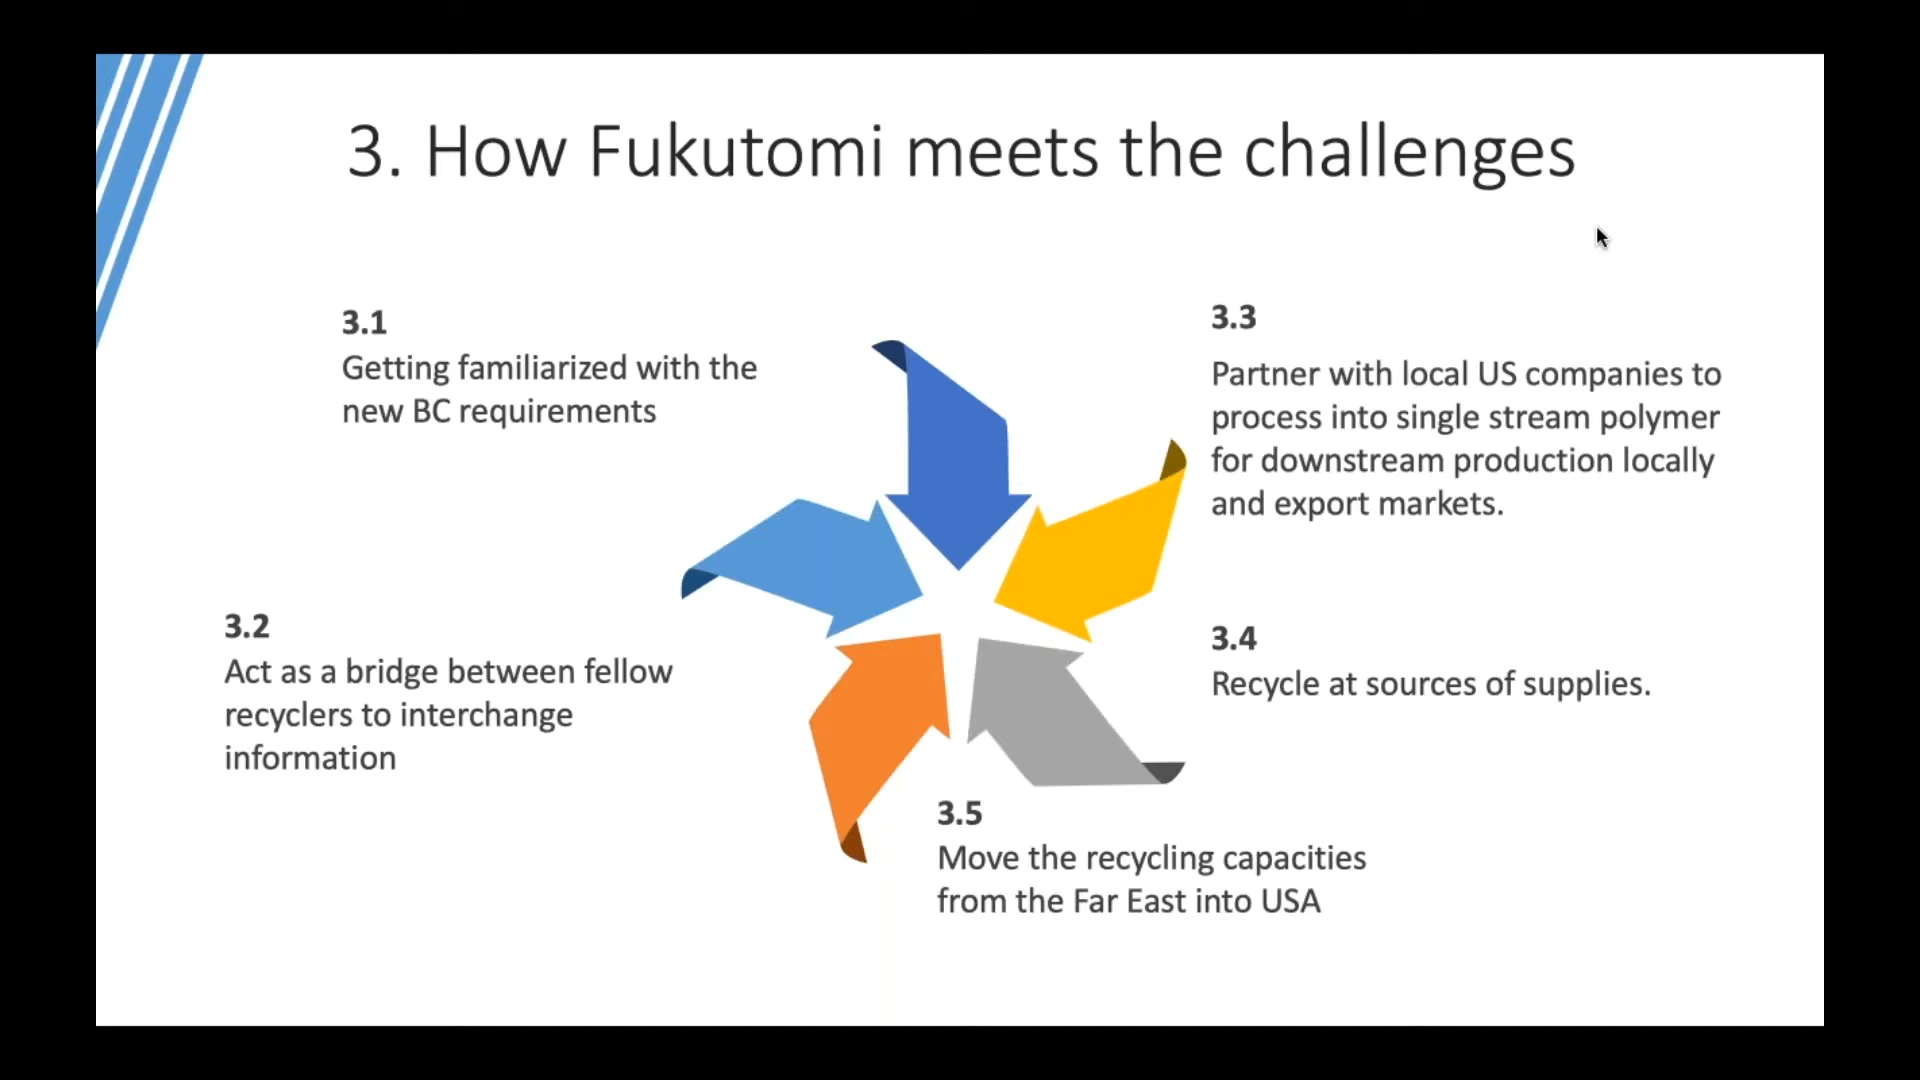 3. How Fukutomi meets the challenges
3.1
Getting familiarized with the
new BC requirements
3.2
Act as a bridge between fellow
recyclers to interchange
information
3.3
Partner with local US companies to
process into single stream polymer
for downstream production locally
and export markets.
3.4
Recycle at sources of supplies.
3.5
Move the recycling capacities
from the Far East into USA